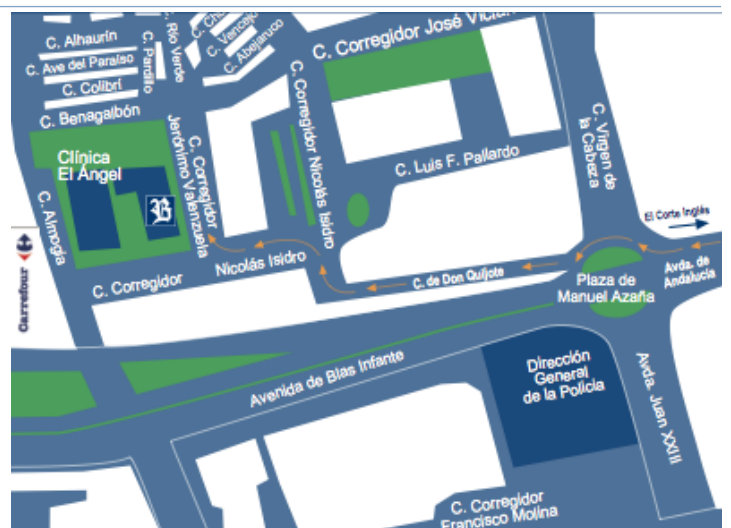 C. Alhaurín
C. Ave del Paraíso
C. Colibrí
C. Benagalbón
C. Pardillo
C. Río Verde
C. Vencejo
C. Abejaruco
C. Corregidor José
C. Corregidor Nicolás Isidro
C. Luis F. Pallardo
C. Virgen de
la Cabeza
Clínica
El Ángel
B
C. Corregidor
Jerónimo Valenzuela
C. Almogía
Carrefour
C. Corregidor
Nicolás Isidro
C. de Don Quijote
El Corte Inglés
Plaza de
Manuel Azaña
Avda. de
Andalucía
Avenida de Blas Infante
Dirección
General
de la Policía
Avda. Juan XXIII
C. Corregidor
Francisco Molina